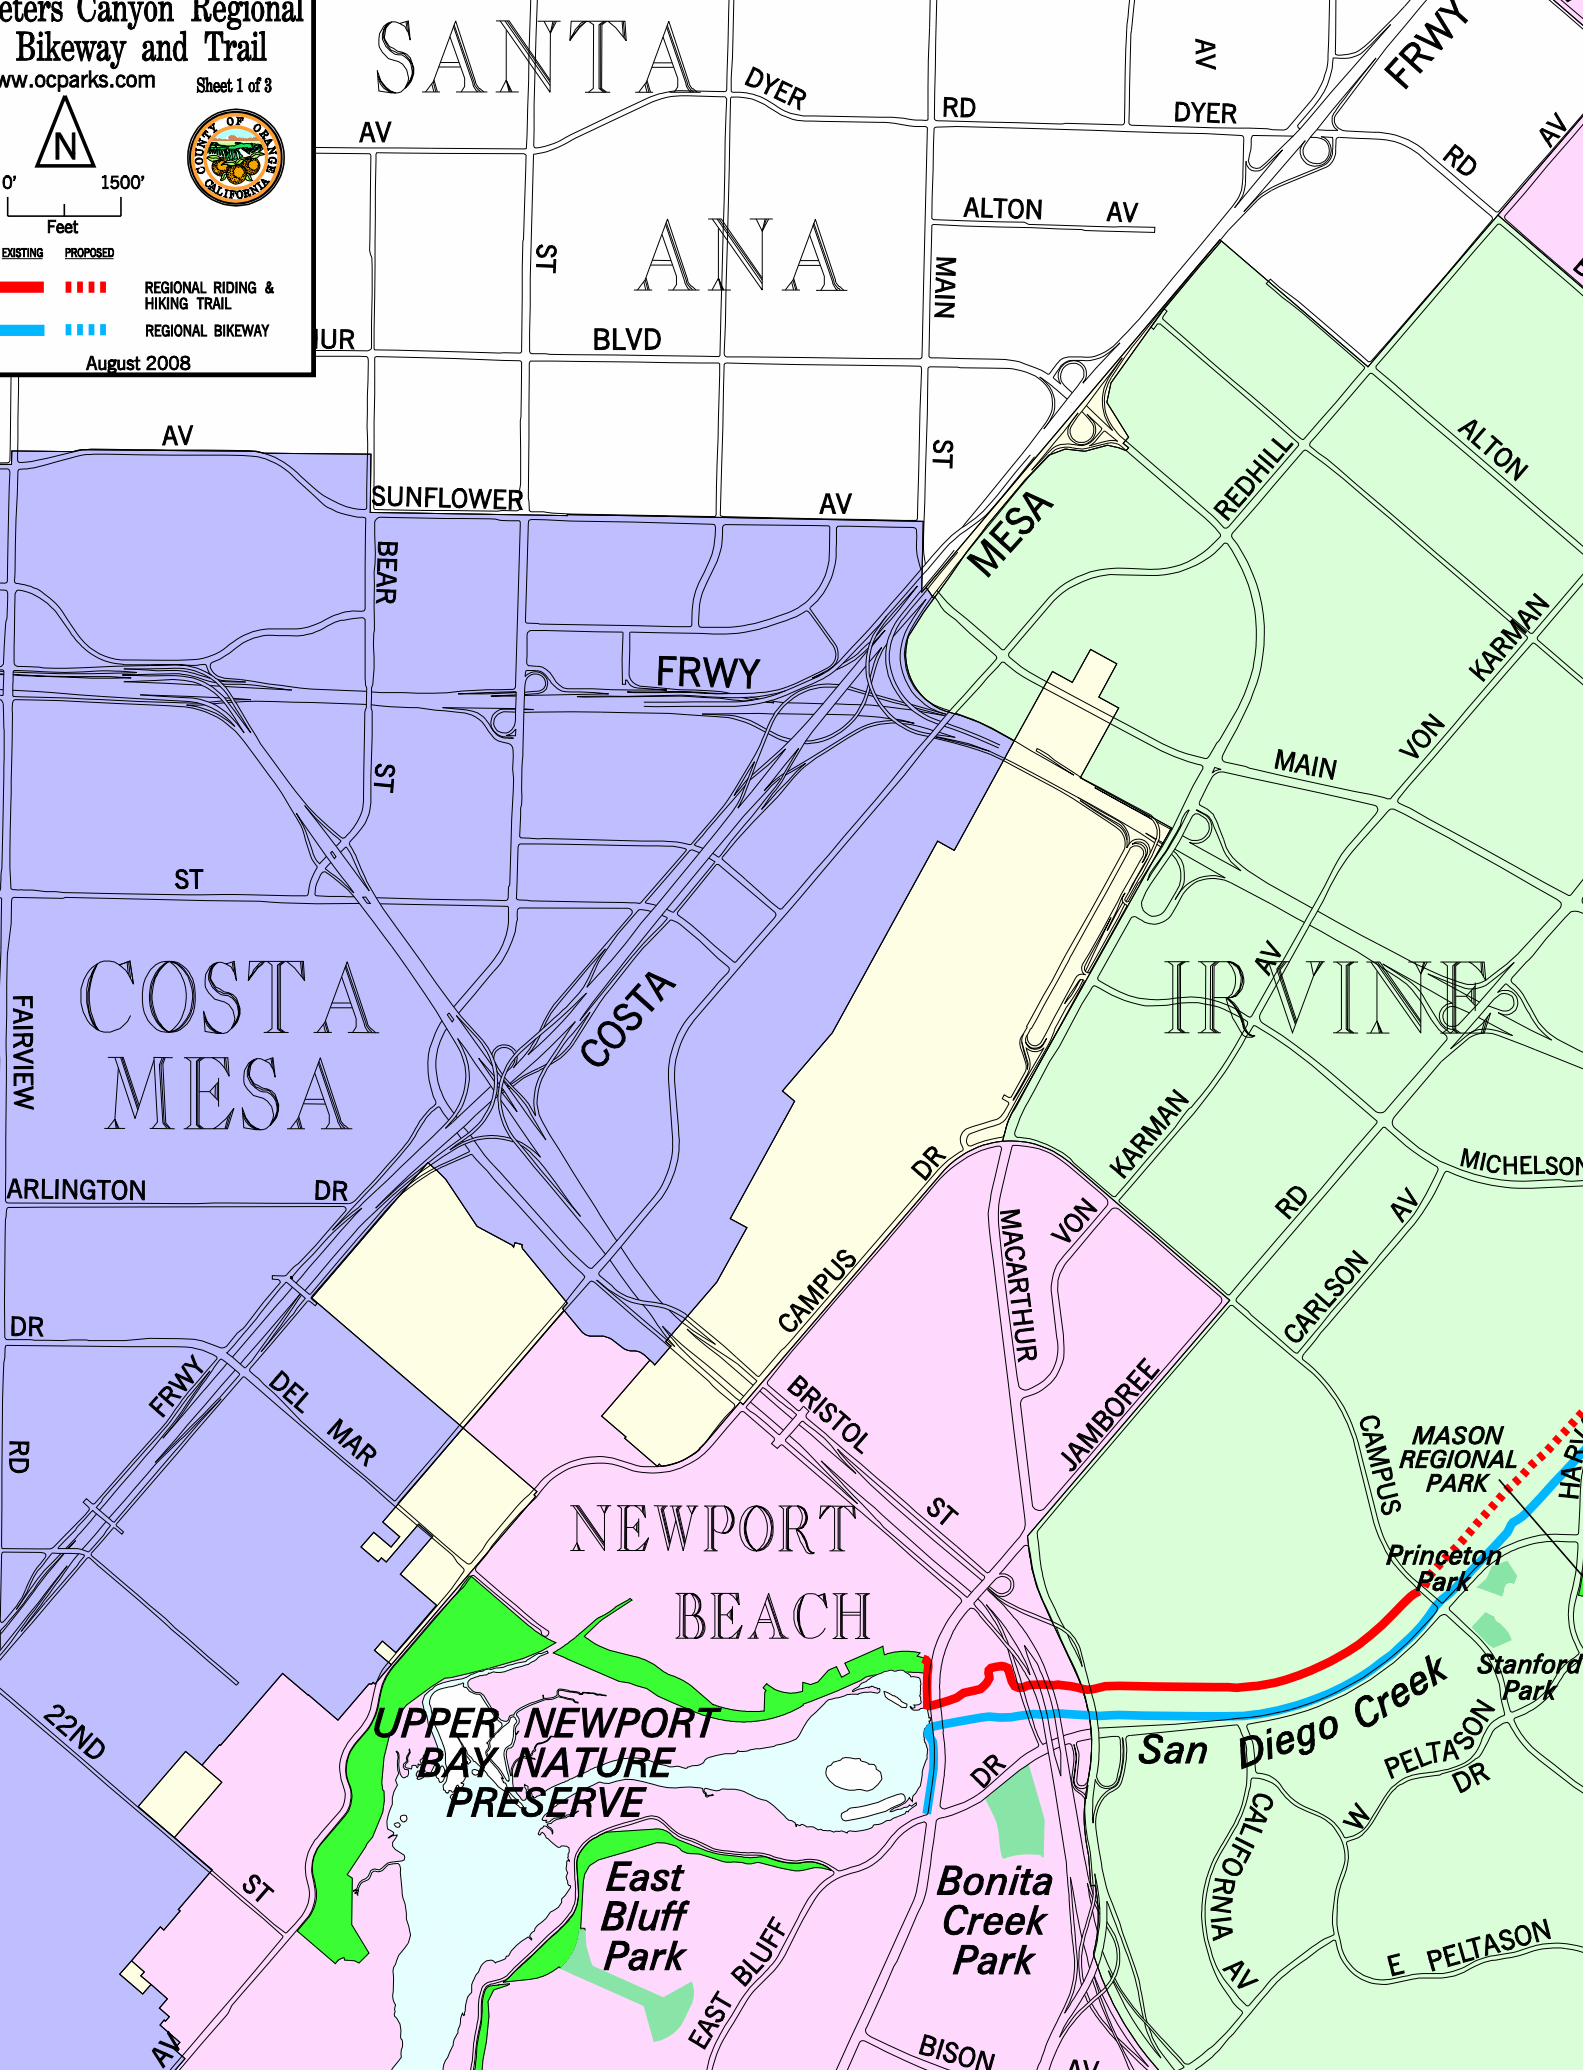 eters Canyon Regional
Bikeway and Trail
ww.ocparks.com
Sheet 1 of 3
N
0' 1500'
Feet
COUNTY OF ORANGE
CALIFORNIA
EXISTING PROPOSED
REGIONAL RIDING &
HIKING TRAIL
REGIONAL BIKEWAY
August 2008
SANTA
ANA
AV
DYER
RD
AV
DYER
FRWY
RD
AV
ALTON AV
ST
MAIN
UR
BLVD
AV
SUNFLOWER
AV
ST
MESA
REDHILL
ALTON
BEAR
FRWY
KARMAN
VON
MAIN
ST
ST
COSTA
MESA
COSTA
IRVINE
AV
FAIRVIEW
KARMAN
MICHELSON
DR
ARLINGTON
DR
RD
AV
VON
MACARTHUR
CAMPUS
CARLSON
DR
FRWY
DEL
MAR
BRISTOL
ST
JAMBOREE
CAMPUS
MASON
REGIONAL
PARK
HARV
RD
NEWPORT
BEACH
Princeton
Park
Stanford
Park
22ND
ST
UPPER NEWPORT
BAY NATURE
PRESERVE
San Diego Creek
DR
PELTASON
DR
W
CALIFORNIA
AV
East
Bluff
Park
Bonita
Creek
Park
EAST BLUFF
E PELTASON
AV
BISON
AV